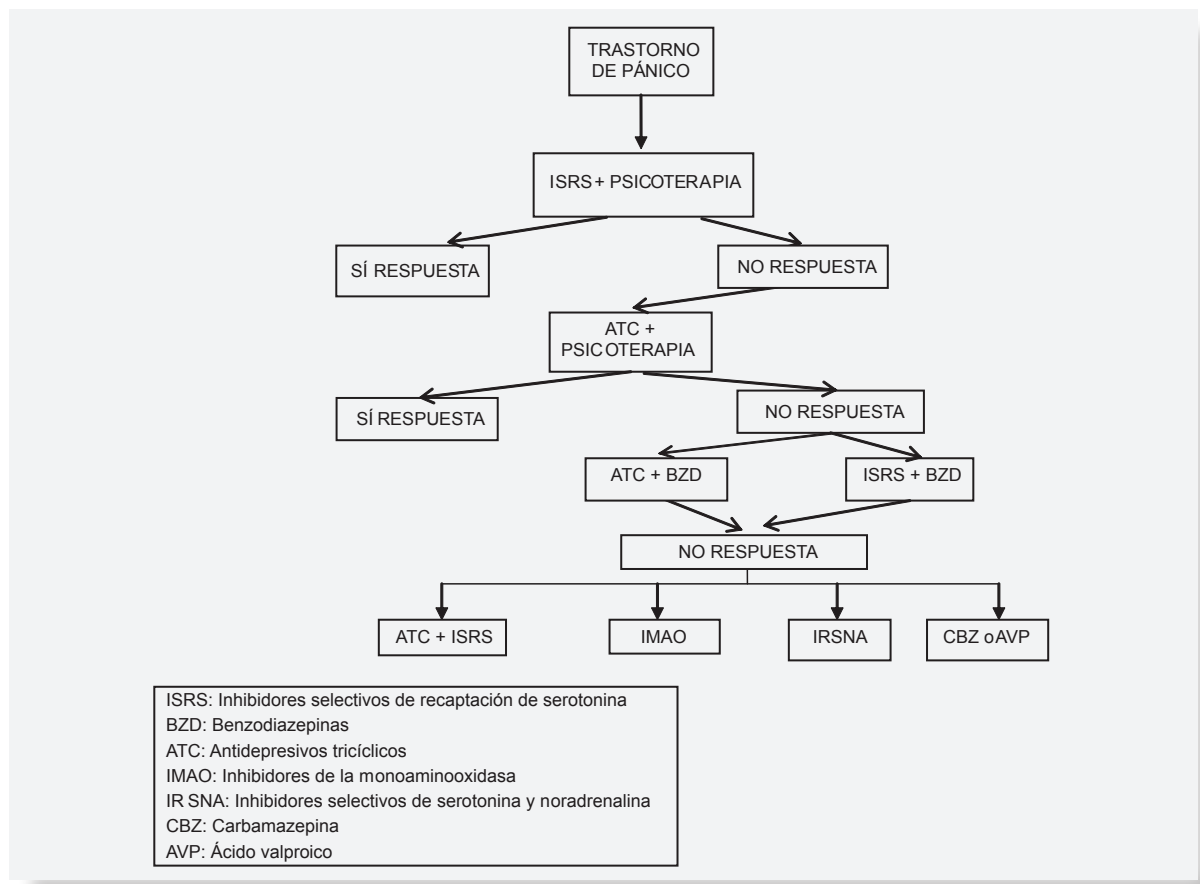 TRASTORNO
DE PÁNICO
ISRS + PSICOTERAPIA
SÍ RESPUESTA
NO RESPUESTA
ATC +
PSICOTERAPIA
SÍ RESPUESTA
NO RESPUESTA
ATC + BZD
ISRS + BZD
NO RESPUESTA
ATC + ISRS
IMAO
IRSNA
CBZ oAVP
ISRS: Inhibidores selectivos de recaptación de serotonina
BZD: Benzodiazepinas
ATC: Antidepresivos tricíclicos
IMAO: Inhibidores de la monoaminooxidasa
IR SNA: Inhibidores selectivos de serotonina y noradrenalina
CBZ: Carbamazepina
AVP: Ácido valproico